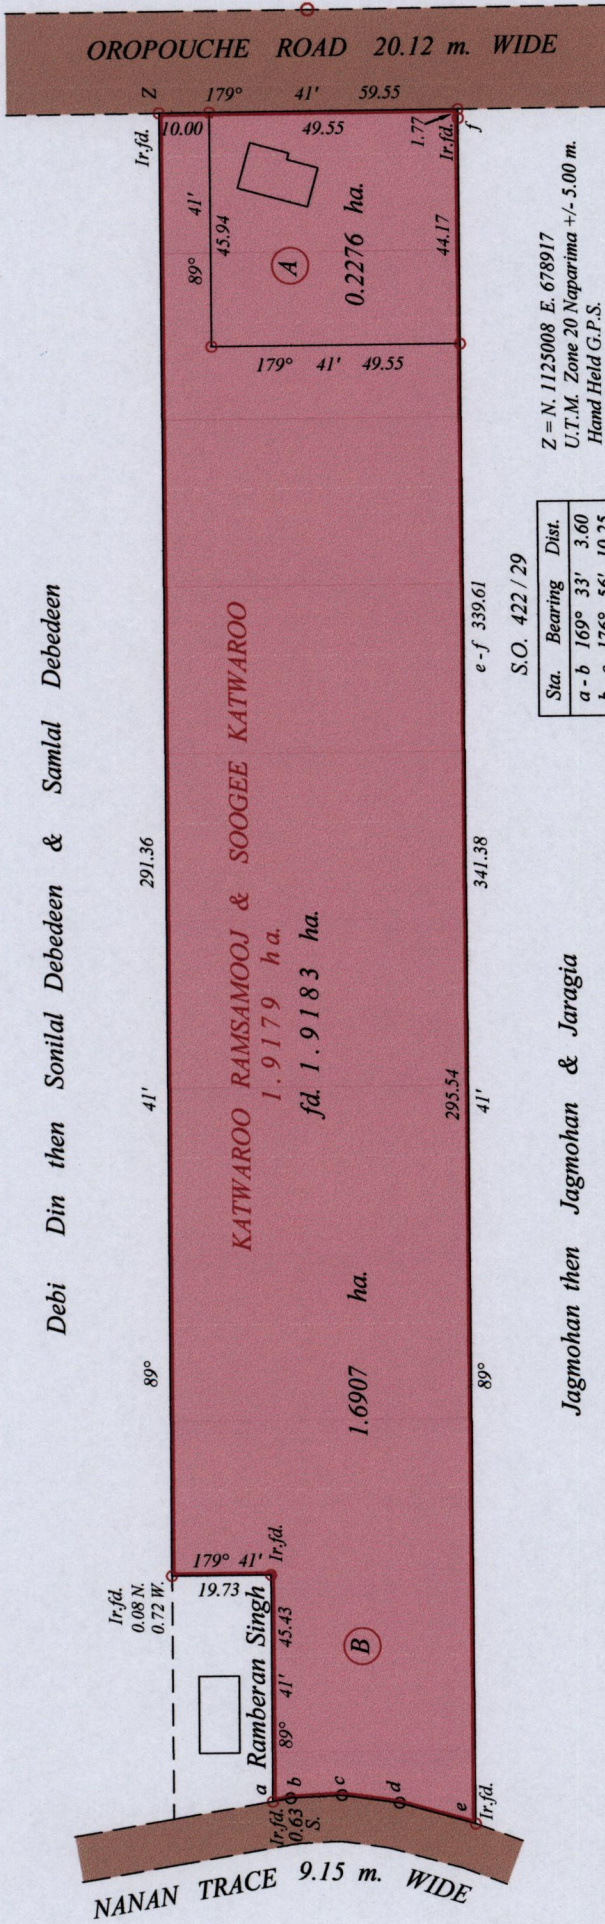 OROPOUCHE ROAD 20.12 m. WIDE
Z
179° 41' 59.55
Ir.fd.
10.00
49.55
1.77
Ir.fd.
f
89° 41'
45.94
A
0.2276 ha.
44.17
179° 41' 49.55
Z = N. 1125008 E. 678917
U.T.M. Zone 20 Naparima +/- 5.00 m.
Hand Held G.P.S.
Debi Din then Sonilal Debedeen & Samlal Debedeen
89° 41' 291.36
KATWAROO RAMSAMOOJ & SOOGEE KATWAROO
1.9179 ha.
fd. 1.9183 ha.
1.6907 ha.
295.54
89° 41' 341.38
e - f 339.61
S.O. 422 / 29
Sta. Bearing Dist.
a - b 169° 33' 3.60
Jagmohan then Jagmohan & Jaragia
Ir.fd.
0.08 N.
0.72 W.
179° 41'
19.73
Ir.fd.
Ramberan Singh
89° 41' 45.43
B
a
b
c
d
e
Ir.fd.
0.63
S.
Ir.fd.
NANAN TRACE 9.15 m. WIDE